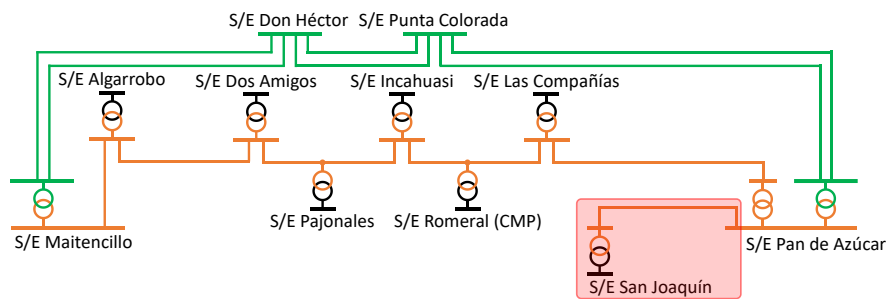 S/E Don Héctor
S/E Punta Colorada
S/E Algarrobo
S/E Dos Amigos
S/E Incahuasi
S/E Las Compañías
S/E Pajonales
S/E Romeral (CMP)
S/E Maitencillo
S/E Pan de Azúcar
S/E San Joaquín